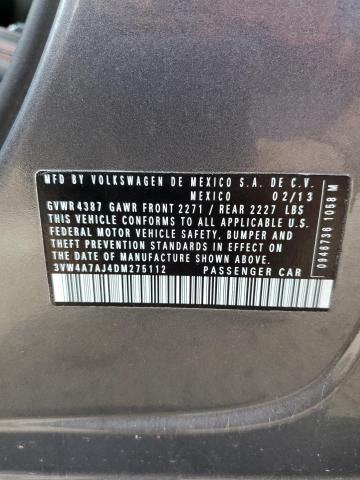 MFD BY VOLKSWAGEN DE MEXICO S.A. DE C.V.
MEXICO 02/13
GVWR 4387 GAWR FRONT 2271 / REAR 2227 LBS
THIS VEHICLE CONFORMS TO ALL APPLICABLE U.S.
FEDERAL MOTOR VEHICLE SAFETY, BUMPER, AND
THEFT PREVENTION STANDARDS IN EFFECT ON
THE DATE OF MANUFACTURE SHOWN ABOVE
3VW4A7AJ4DM275112 PASSENGER CAR
0946736 1058 M